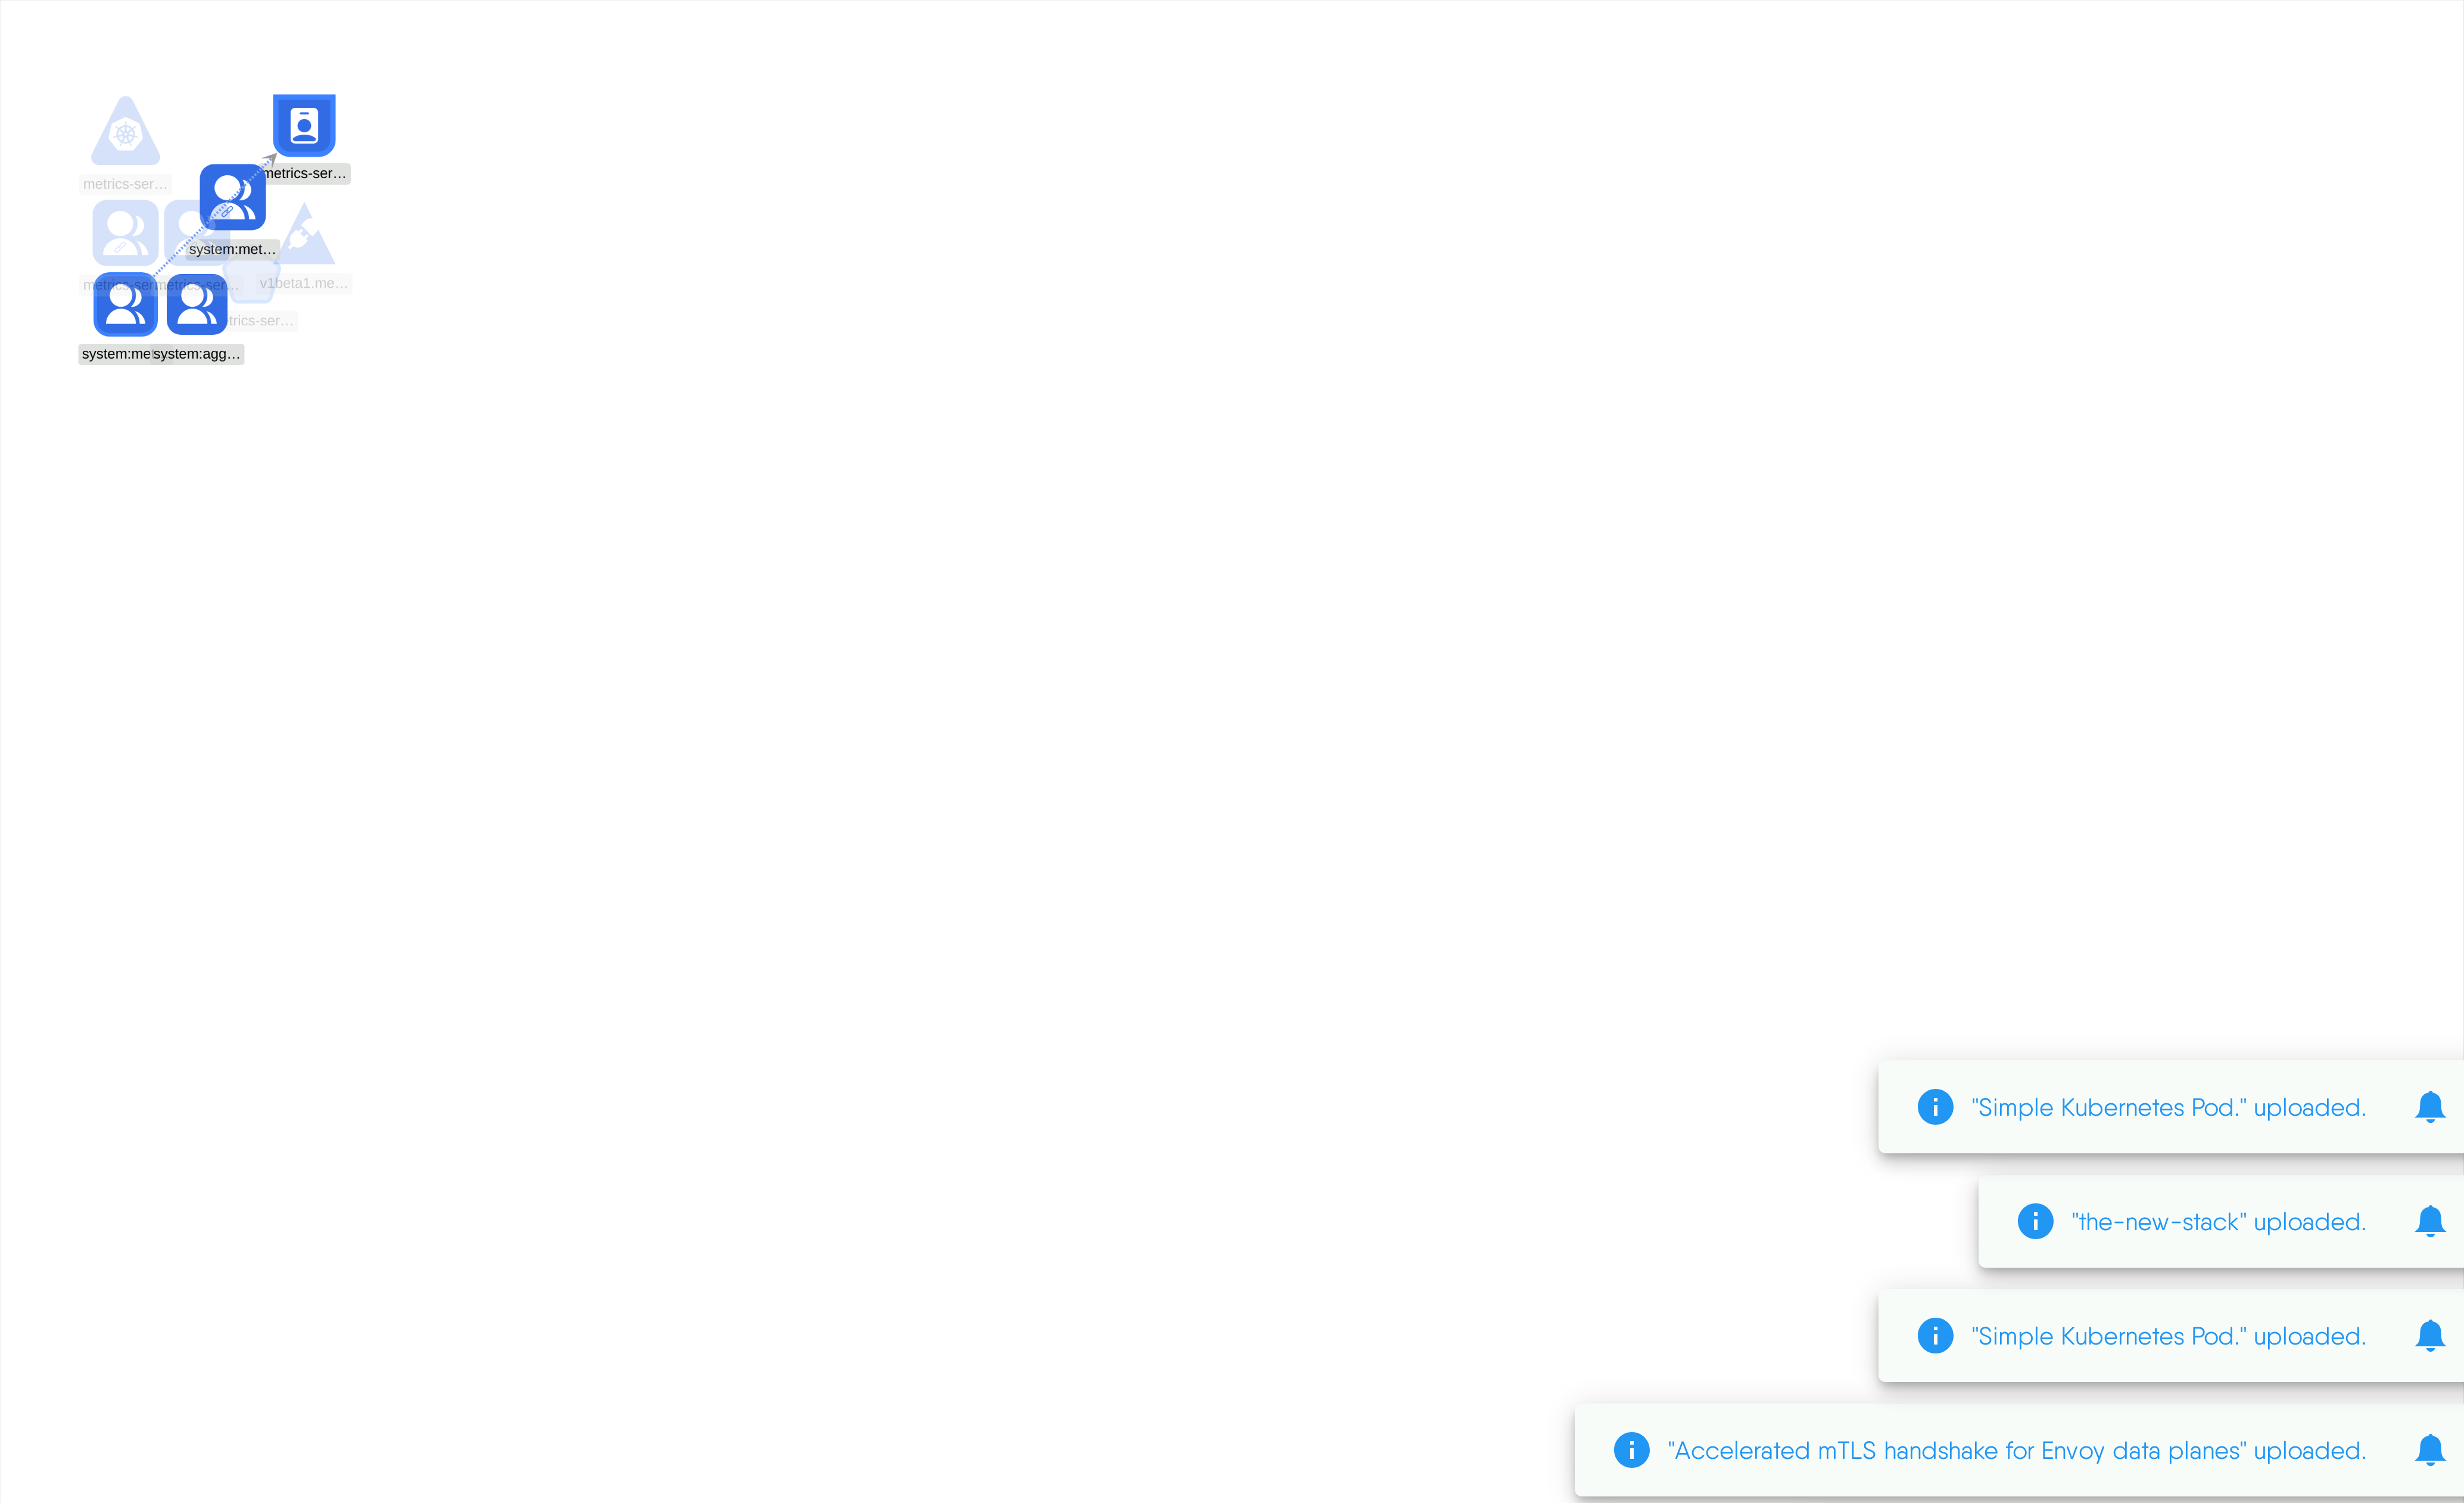 metrics-ser...
metrics-ser...
system:met...
metrics-ser...
metrics-ser...
v1beta1.me...
trics-ser...
system:me
system:agg...
"Simple Kubernetes Pod." uploaded.
"the-new-stack" uploaded.
"Simple Kubernetes Pod." uploaded.
"Accelerated mTLS handshake for Envoy data planes" uploaded.